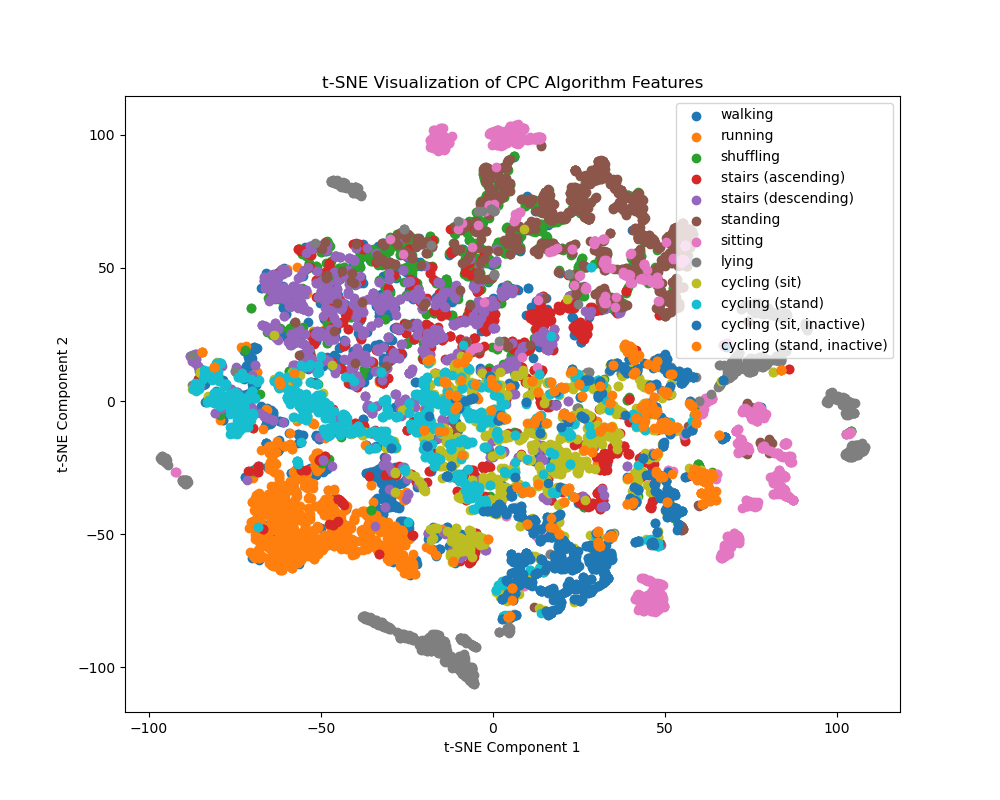 t-SNE Visualization of CPC Algorithm Features
walking
running
shuffling
stairs (ascending)
stairs (descending)
standing
sitting
lying
cycling (sit)
cycling (stand)
cycling (sit, inactive)
cycling (stand, inactive)
100
50
0
−50
−100
t-SNE Component 2
−100
−50
0
50
100
t-SNE Component 1